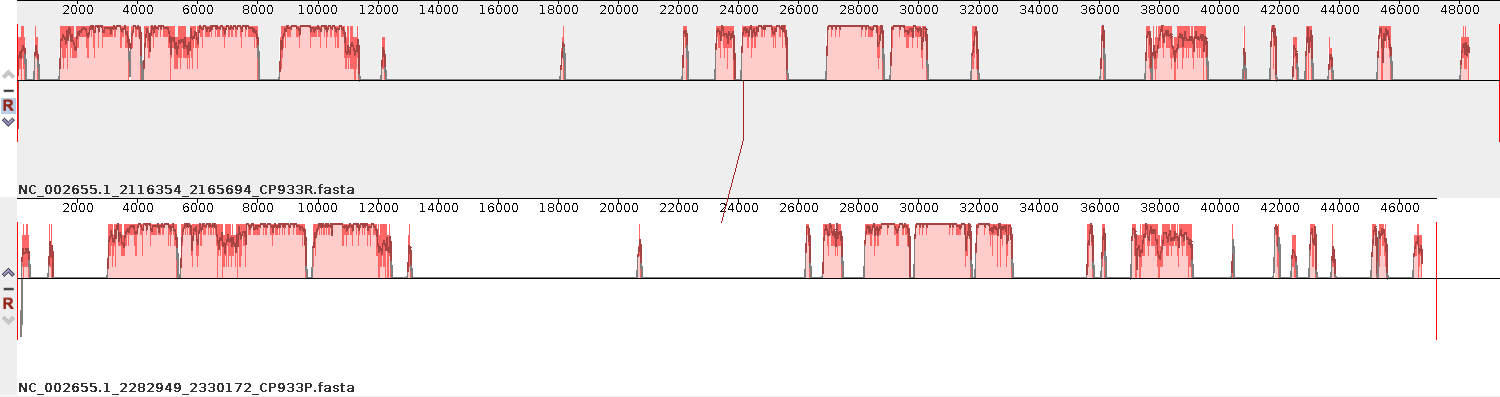 2000 4000 6000 8000 10000 12000 14000 16000 18000 20000 22000 24000 26000 28000 30000 32000 34000 36000 38000 40000 42000 44000 46000 48000
R
NC_002655.1_2116354_2165694_CP933R.fasta
2000 4000 6000 8000 10000 12000 14000 16000 18000 20000 22000 24000 26000 28000 30000 32000 34000 36000 38000 40000 42000 44000 46000
R
NC_002655.1_2282949_2330172_CP933P.fasta